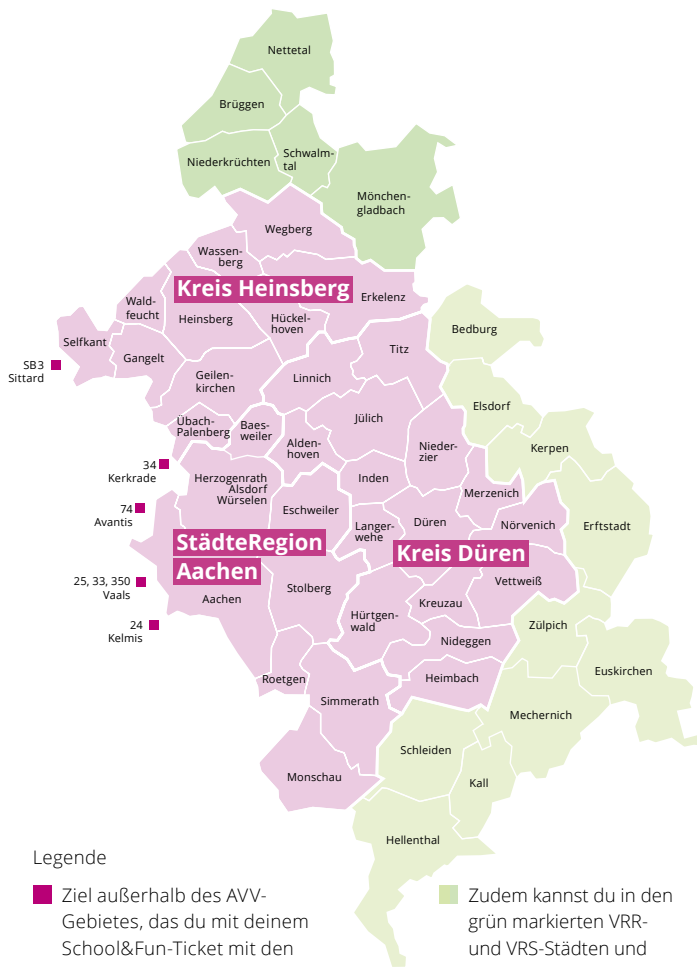 Nettetal
Brüggen
Niederkrüchten
Schwalm-
tal
Mönchen-
gladbach
Wegberg
Wassen-
berg
Kreis Heinsberg
Erkelenz
Wald-
feucht
Heinsberg
Hückel-
hoven
Bedburg
Selfkant
Gangelt
Titz
SB3
Sittard
Geilen-
kirchen
Linnich
Elsdorf
Übach-
Palenberg
Baes-
weiler
Jülich
Alden-
hoven
Nieder-
zier
Kerpen
34
Kerkrade
Herzogenrath
Alsdorf
Würselen
Inden
Merzenich
74
Avantis
Eschweiler
Langer-
wehe
Düren
Nörvenich
Erftstadt
StädteRegion
Aachen
Kreis Düren
25, 33, 350
Vaals
Aachen
Stolberg
Vettweiß
Kreuzau
Hürtgen-
wald
24
Kelmis
Zülpich
Nideggen
Roetgen
Heimbach
Euskirchen
Simmerath
Mechernich
Schleiden
Monschau
Kall
Hellenthal
Legende
Ziel außerhalb des AVV-
Gebietes, das du mit deinem
School&Fun-Ticket mit den
Zudem kannst du in den
grün markierten VRR-
und VRS-Städten und